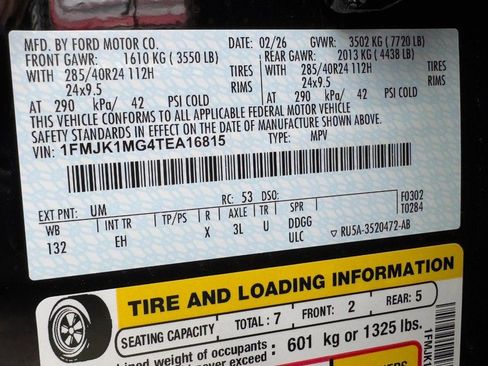 MFD. BY FORD MOTOR CO. DATE: 02/26 GVWR: 3502 KG (7720 LB)
FRONT GAWR: 1610 KG (3550 LB) REAR GAWR: 2013 KG (4438 LB)
WITH 285/40R24 112H TIRES WITH 285/40R24 112H TIRES
24x9.5 RIMS 24x9.5 RIMS
AT 290 kPa/ 42 PSI COLD AT 290 kPa/ 42 PSI COLD
THIS VEHICLE CONFORMS TO ALL APPLICABLE FEDERAL MOTOR VEHICLE
SAFETY STANDARDS IN EFFECT ON THE DATE OF MANUFACTURE SHOWN ABOVE.
VIN: 1FMJK1MG4TEA16815 TYPE: MPV
EXT PNT: UM RC: 53 DSO: F0302
WB INT TR TP/PS R AXLE TR SPR T0284
132 EH X 3L U DDGG
ULC ▽ RU5A-3520472-AB
TIRE AND LOADING INFORMATION
SEATING CAPACITY TOTAL: 7 FRONT: 2 REAR: 5
weight of occupants
never exceed: 601 kg or 1325 lbs.
1FMJK1